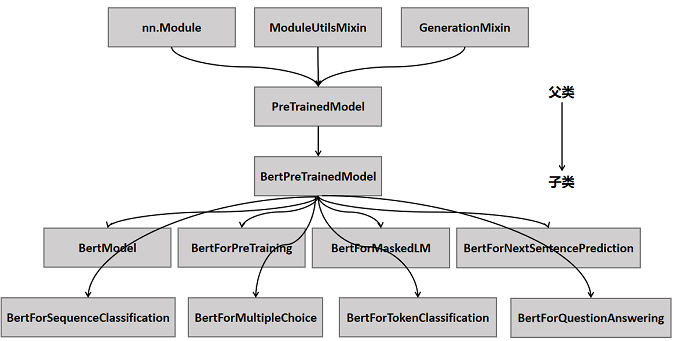 nn.Module
ModuleUtilsMixin
GenerationMixin
PreTrainedModel
父类
BertPreTrainedModel
子类
BertModel
BertForPreTraining
BertForMaskedLM
BertForNextSentencePrediction
BertForSequenceClassification
BertForMultipleChoice
BertForTokenClassification
BertForQuestionAnswering